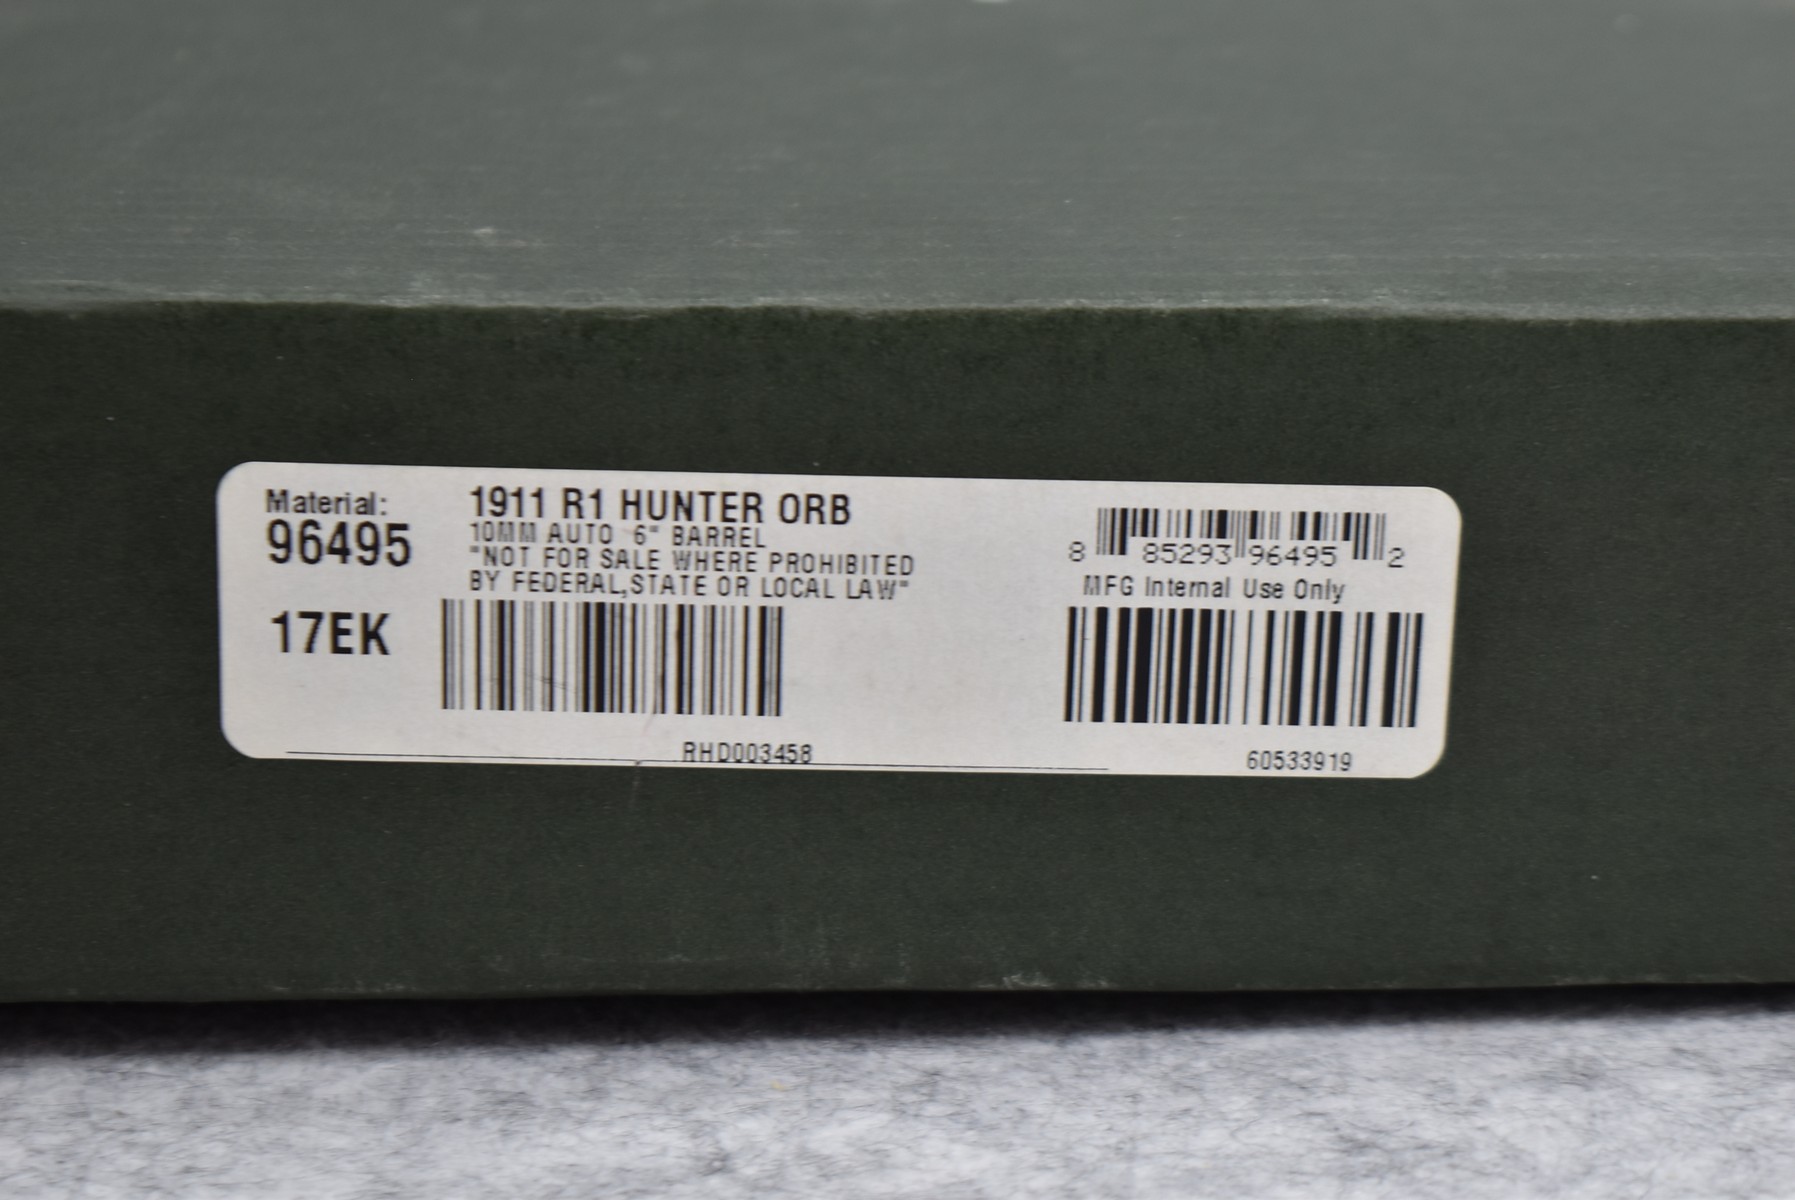 Material:
96495
17EK
1911 R1 HUNTER ORB
10MM AUTO 6" BARREL
"NOT FOR SALE WHERE PROHIBITED
BY FEDERAL,STATE OR LOCAL LAW"
RHD003458
8 85293 96495 2
MFG Internal Use Only
60533919